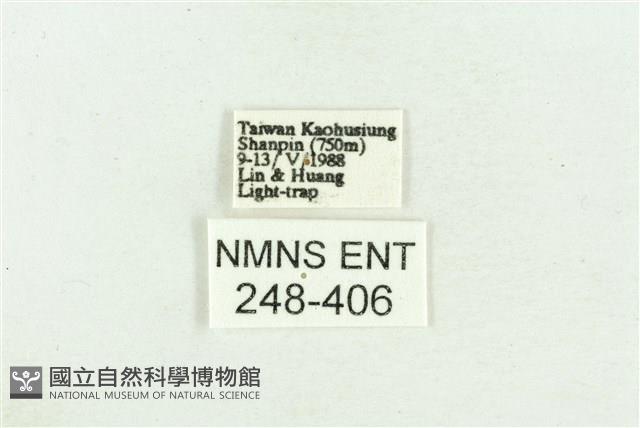 Taiwan Kaohusiung
Shanpin (750m)
9-13/ V/1988
Lin & Huang
Light-trap
NMNS ENT
248-406
國立自然科學博物館
NATIONAL MUSEUM OF NATURAL SCIENCE